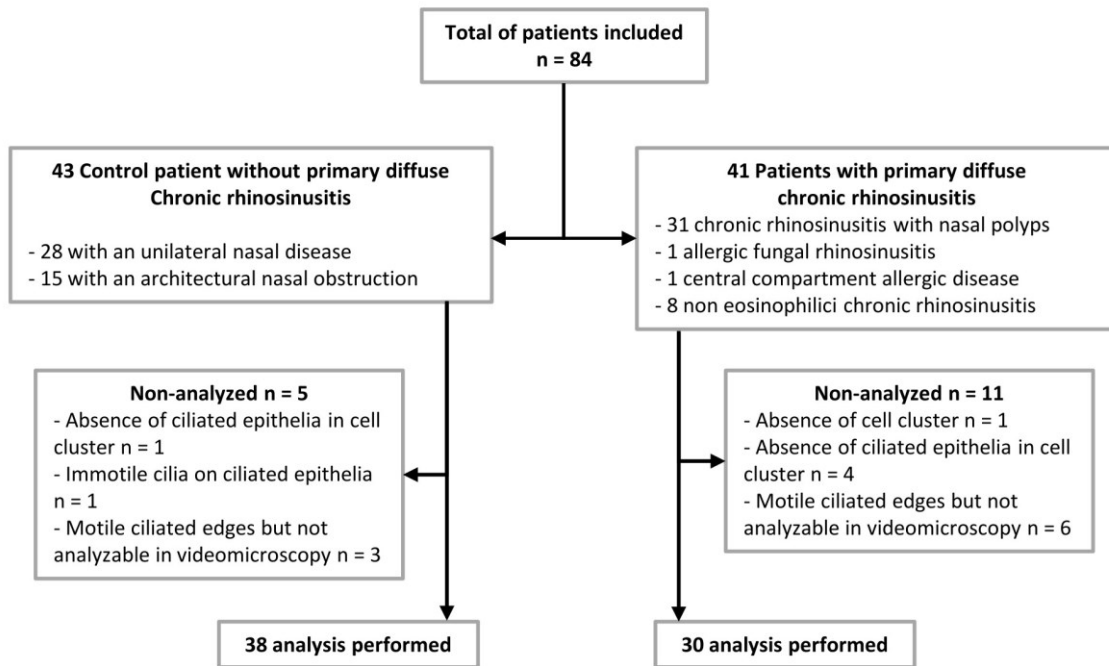 Total of patients included
n = 84
43 Control patient without primary diffuse
Chronic rhinosinusitis
- 28 with an unilateral nasal disease
- 15 with an architectural nasal obstruction
41 Patients with primary diffuse
chronic rhinosinusitis
- 31 chronic rhinosinusitis with nasal polyps
- 1 allergic fungal rhinosinusitis
- 1 central compartment allergic disease
- 8 non eosinophilici chronic rhinosinusitis
Non-analyzed n = 5
- Absence of ciliated epithelia in cell
cluster n = 1
- Immotile cilia on ciliated epithelia
n = 1
- Motile ciliated edges but not
analyzable in videomicroscopy n = 3
Non-analyzed n = 11
- Absence of cell cluster n = 1
- Absence of ciliated epithelia in cell
cluster n = 4
- Motile ciliated edges but not
analyzable in videomicroscopy n = 6
38 analysis performed
30 analysis performed